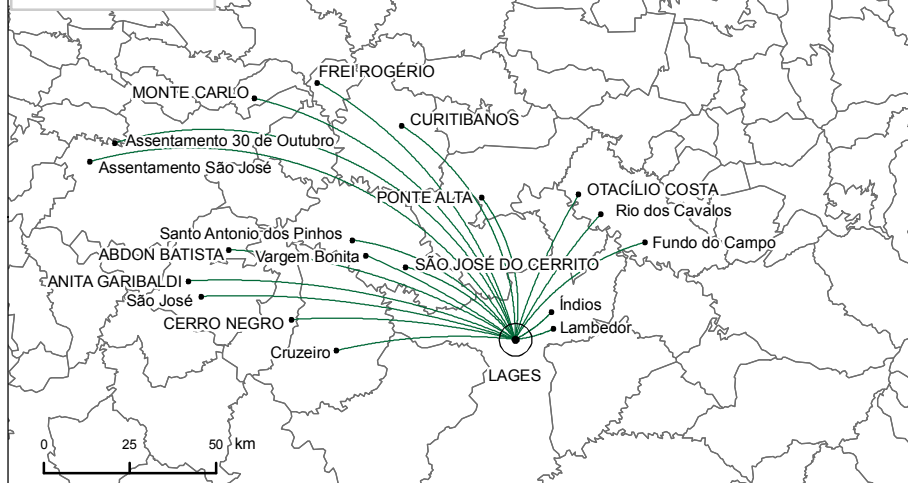 FREI ROGÉRIO
MONTE CARLO
CURITIBANOS
Assentamento 30 de Outubro
Assentamento São José
PONTE ALTA
OTACÍLIO COSTA
Rio dos Cavalos
Santo Antonio dos Pinhos
Fundo do Campo
ABDON BATISTA
Vargem Bonita
SÃO JOSÉ DO CERRITO
ANITA GARIBALDI
São José
Índios
CERRO NEGRO
Lambedor
Cruzeiro
LAGES
0 25 50 km